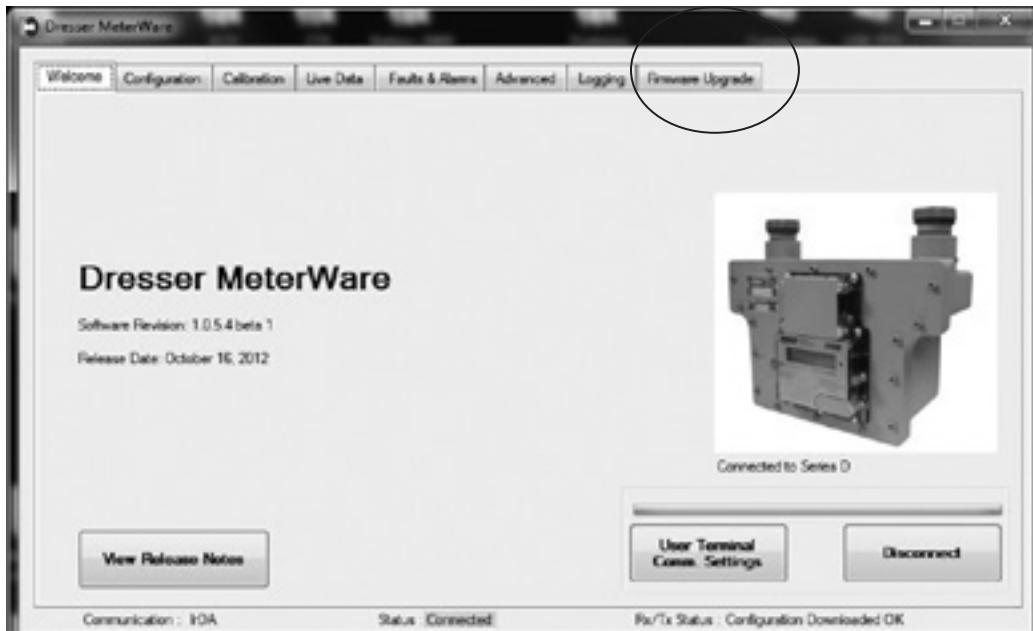 Dresser MeterWare
Welcome Configuration Calibration Live Data Faults & Alarms Advanced Logging Firmware Upgrade
Dresser MeterWare
Software Revision: 1.0.5.4 beta 1
Release Date: October 16, 2012
Connected to Series D
View Release Notes
User Terminal
Comm. Settings
Disconnect
Communication : IrDA
Status : Connected
Rx/Tx Status : Configuration Downloaded OK